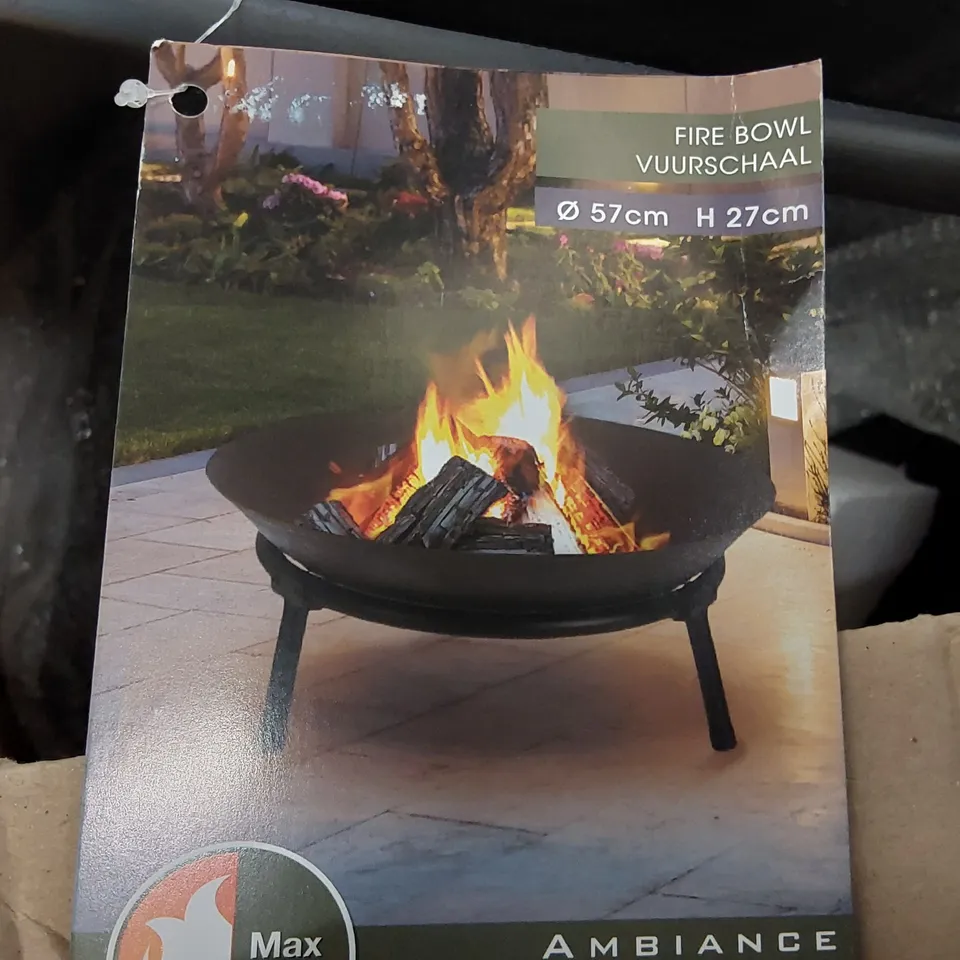 FIRE BOWL
VUURSCHAAL
Ø 57cm H 27cm
Max
AMBIANCE